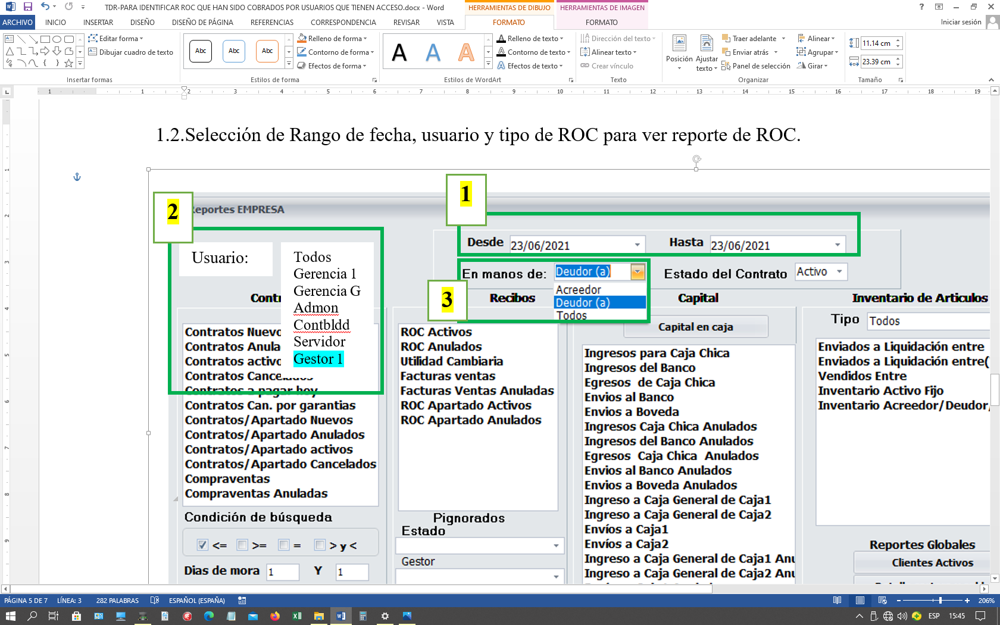 TDR-PARA IDENTIFICAR ROC QUE HAN SIDO COBRADOS POR USUARIOS QUE TIENEN ACCESO.docx - Word
HERRAMIENTAS DE DIBUJO
HERRAMIENTAS DE IMAGEN
ARCHIVO INICIO INSERTAR DISEÑO DISEÑO DE PÁGINA REFERENCIAS CORRESPONDENCIA REVISAR VISTA FORMATO FORMATO
Iniciar sesión
Editar forma
Dibujar cuadro de texto
Insertar formas
Abc Abc Abc
Relleno de forma
Contorno de forma
Efectos de forma
Estilos de forma
A A A
Relleno de texto
Contorno de texto
Efectos de texto
Estilos de WordArt
Dirección del texto
Alinear texto
Crear vínculo
Texto
Posición
Ajustar texto
Traer adelante
Enviar atrás
Panel de selección
Alinear
Agrupar
Girar
Organizar
11.14 cm
23.39 cm
Tamaño
1 1 2 3 4 5 6 7 8 9 10 11 12 13 14 15 16 17 18 19
1.2.Selección de Rango de fecha, usuario y tipo de ROC para ver reporte de ROC.
1
2
Reportes EMPRESA
Desde 23/06/2021 Hasta 23/06/2021
Usuario:
Todos
Gerencia 1
Gerencia G
Admon
Contbldd
Servidor
Gestor 1
En manos de: Deudor (a)
Acreedor
Deudor (a)
Todos
Estado del Contrato Activo
3
Contr
Contratos Nuevo
Contratos Anula
Contratos activo
Contratos Cancelados
Contratos a pagar hoy
Contratos Can. por garantias
Contratos/Apartado Nuevos
Contratos/Apartado Anulados
Contratos/Apartado activos
Contratos/Apartado Cancelados
Compraventas
Compraventas Anuladas
Condición de búsqueda
<= >= = > y <
Dias de mora 1 Y 1
Recibos
ROC Activos
ROC Anulados
Utilidad Cambiaria
Facturas ventas
Facturas Ventas Anuladas
ROC Apartado Activos
ROC Apartado Anulados
Pignorados
Estado
Gestor
Capital
Capital en caja
Ingresos para Caja Chica
Ingresos del Banco
Egresos de Caja Chica
Envios al Banco
Envios a Boveda
Ingresos Caja Chica Anulados
Ingresos del Banco Anulados
Egresos Caja Chica Anulados
Envios al Banco Anulados
Envios a Boveda Anulados
Ingreso a Caja General de Caja1
Ingreso a Caja General de Caja2
Envíos a Caja1
Envíos a Caja2
Ingreso a Caja General de Caja1 Anu
Ingreso a Caja General de Caja2 Anu
Inventario de Articulos
Tipo Todos
Enviados a Liquidación entre
Enviados a Liquidación entre(
Vendidos Entre
Inventario Activo Fijo
Inventario Acreedor/Deudor,
Reportes Globales
Clientes Activos
1
2
3
4
5
6
7
8
9
PÁGINA 5 DE 7 LÍNEA: 3 282 PALABRAS ESPAÑOL (ESPAÑA) 206%
ESP 15:45